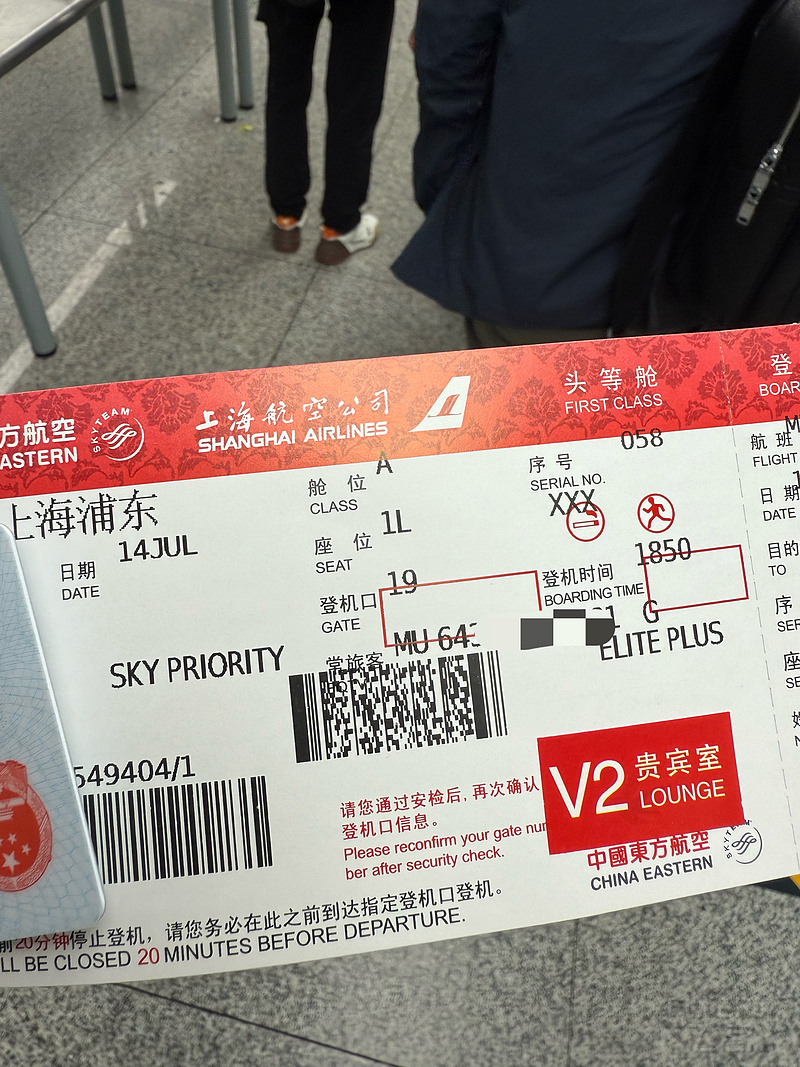 方航空
ASTERN
SKYTEAM
上海航空公司
SHANGHAI AIRLINES
头等舱
FIRST CLASS
登
BOAR
上海浦东
日期 14JUL
DATE
舱 位 A
CLASS
座 位 1L
SEAT
登机口 19
GATE
序号 058
SERIAL NO.
XXX
登机时间 1850
BOARDING TIME
航班
FLIGHT
日期
DATE
目的
TO
序
SER
座
SE
SKY PRIORITY
常旅客 MU 64
G
ELITE PLUS
549404/1
请您通过安检后, 再次确认
登机口信息。
Please reconfirm your gate num
ber after security check.
V2 贵宾室
LOUNGE
中國東方航空
CHINA EASTERN
前20分钟停止登机, 请您务必在此之前到达指定登机口登机。
LL BE CLOSED 20 MINUTES BEFORE DEPARTURE.